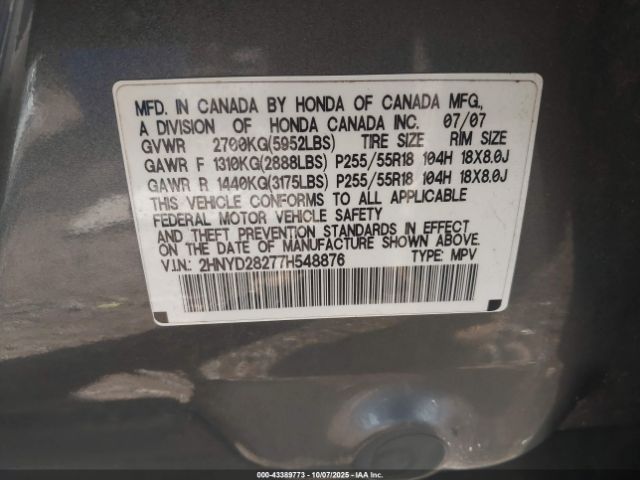 MFD. IN CANADA BY HONDA OF CANADA MFG.,
A DIVISION OF HONDA CANADA INC. 07/07
GVWR 2700KG(5952LBS) TIRE SIZE RIM SIZE
GAWR F 1310KG(2888LBS) P255/55R18 104H 18X8.0J
GAWR R 1440KG(3175LBS) P255/55R18 104H 18X8.0J
THIS VEHICLE CONFORMS TO ALL APPLICABLE
FEDERAL MOTOR VEHICLE SAFETY
AND THEFT PREVENTION STANDARDS IN EFFECT
ON THE DATE OF MANUFACTURE SHOWN ABOVE.
V.I.N.: 2HNYD28277H548876 TYPE: MPV
000-43389773 - 10/07/2025 - IAA Inc.